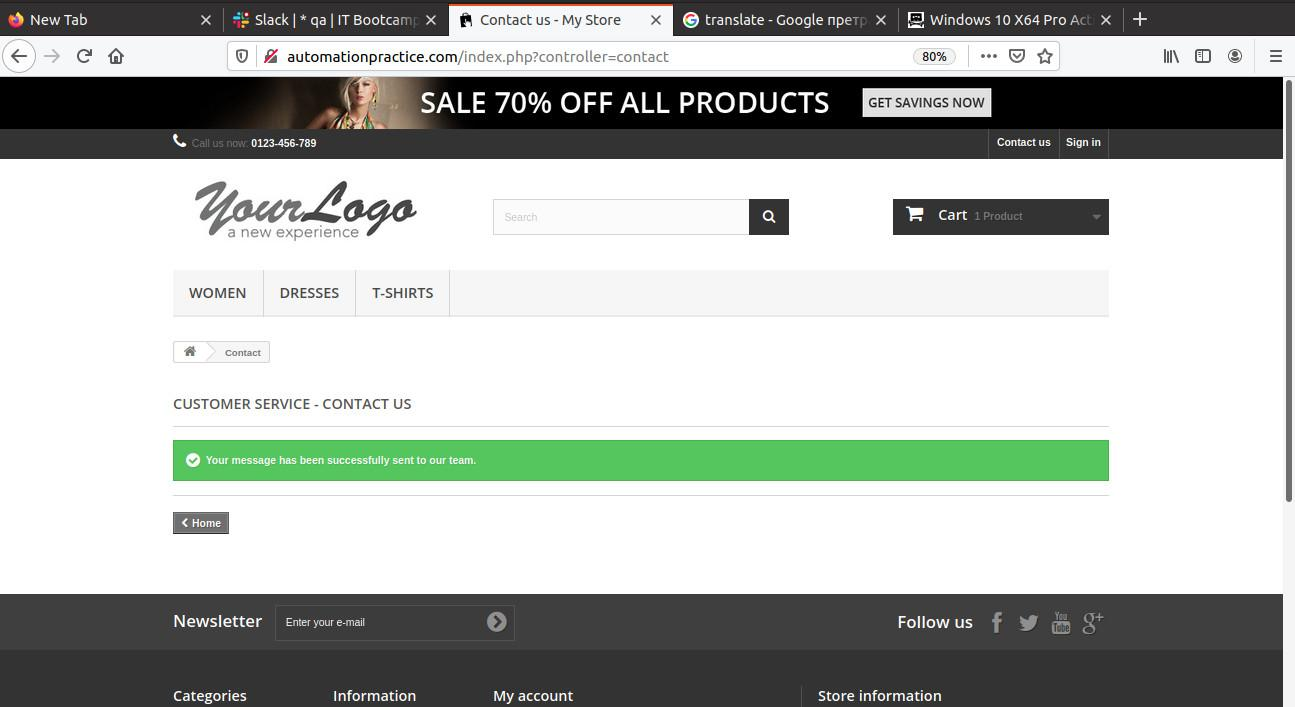 New Tab
Slack | * qa | IT Bootcamp
Contact us - My Store
translate - Google претр
Windows 10 X64 Pro Act
automationpractice.com/index.php?controller=contact
80%
SALE 70% OFF ALL PRODUCTS
GET SAVINGS NOW
Call us now: 0123-456-789
Contact us
Sign in
YourLogo
a new experience
Search
Cart 1 Product
WOMEN
DRESSES
T-SHIRTS
Contact
CUSTOMER SERVICE - CONTACT US
Your message has been successfully sent to our team.
Home
Newsletter
Enter your e-mail
Follow us
You
Tube
g+
Categories
Information
My account
Store information